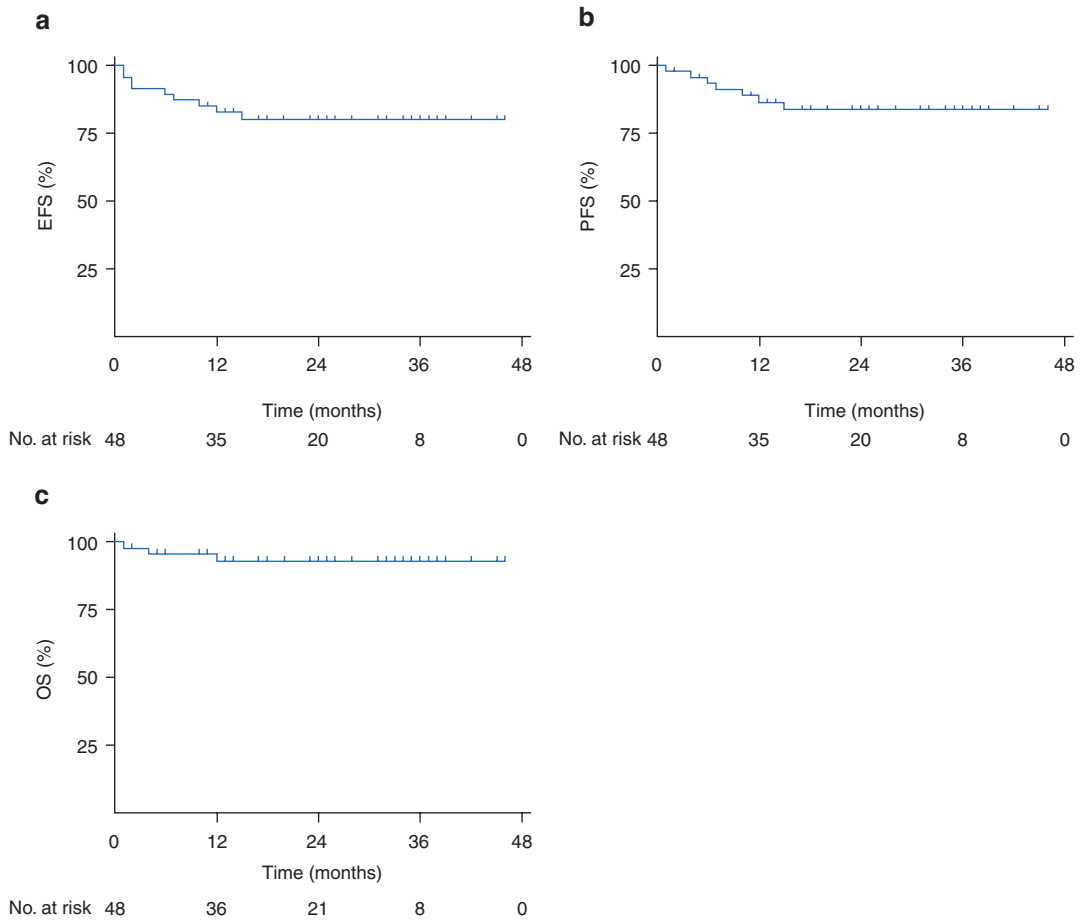 a
100
75
50
25
EFS (%)
0 12 24 36 48
Time (months)
No. at risk 48 35 20 8 0
b
100
75
50
25
PFS (%)
0 12 24 36 48
Time (months)
No. at risk 48 35 20 8 0
c
100
75
50
25
OS (%)
0 12 24 36 48
Time (months)
No. at risk 48 36 21 8 0